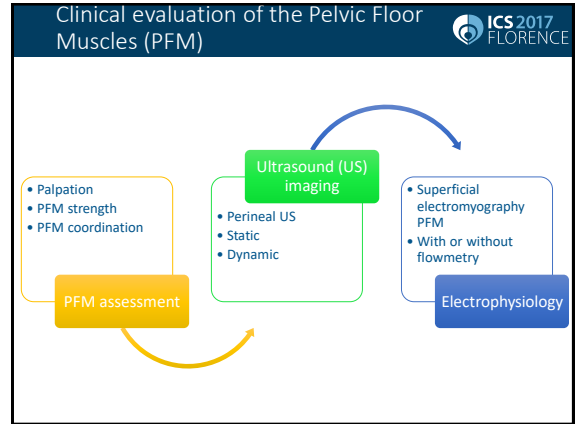 Clinical evaluation of the Pelvic Floor
Muscles (PFM)
ICS 2017
FLORENCE
• Palpation
• PFM strength
• PFM coordination
PFM assessment
Ultrasound (US)
imaging
• Perineal US
• Static
• Dynamic
• Superficial
electromyography
PFM
• With or without
flowmetry
Electrophysiology